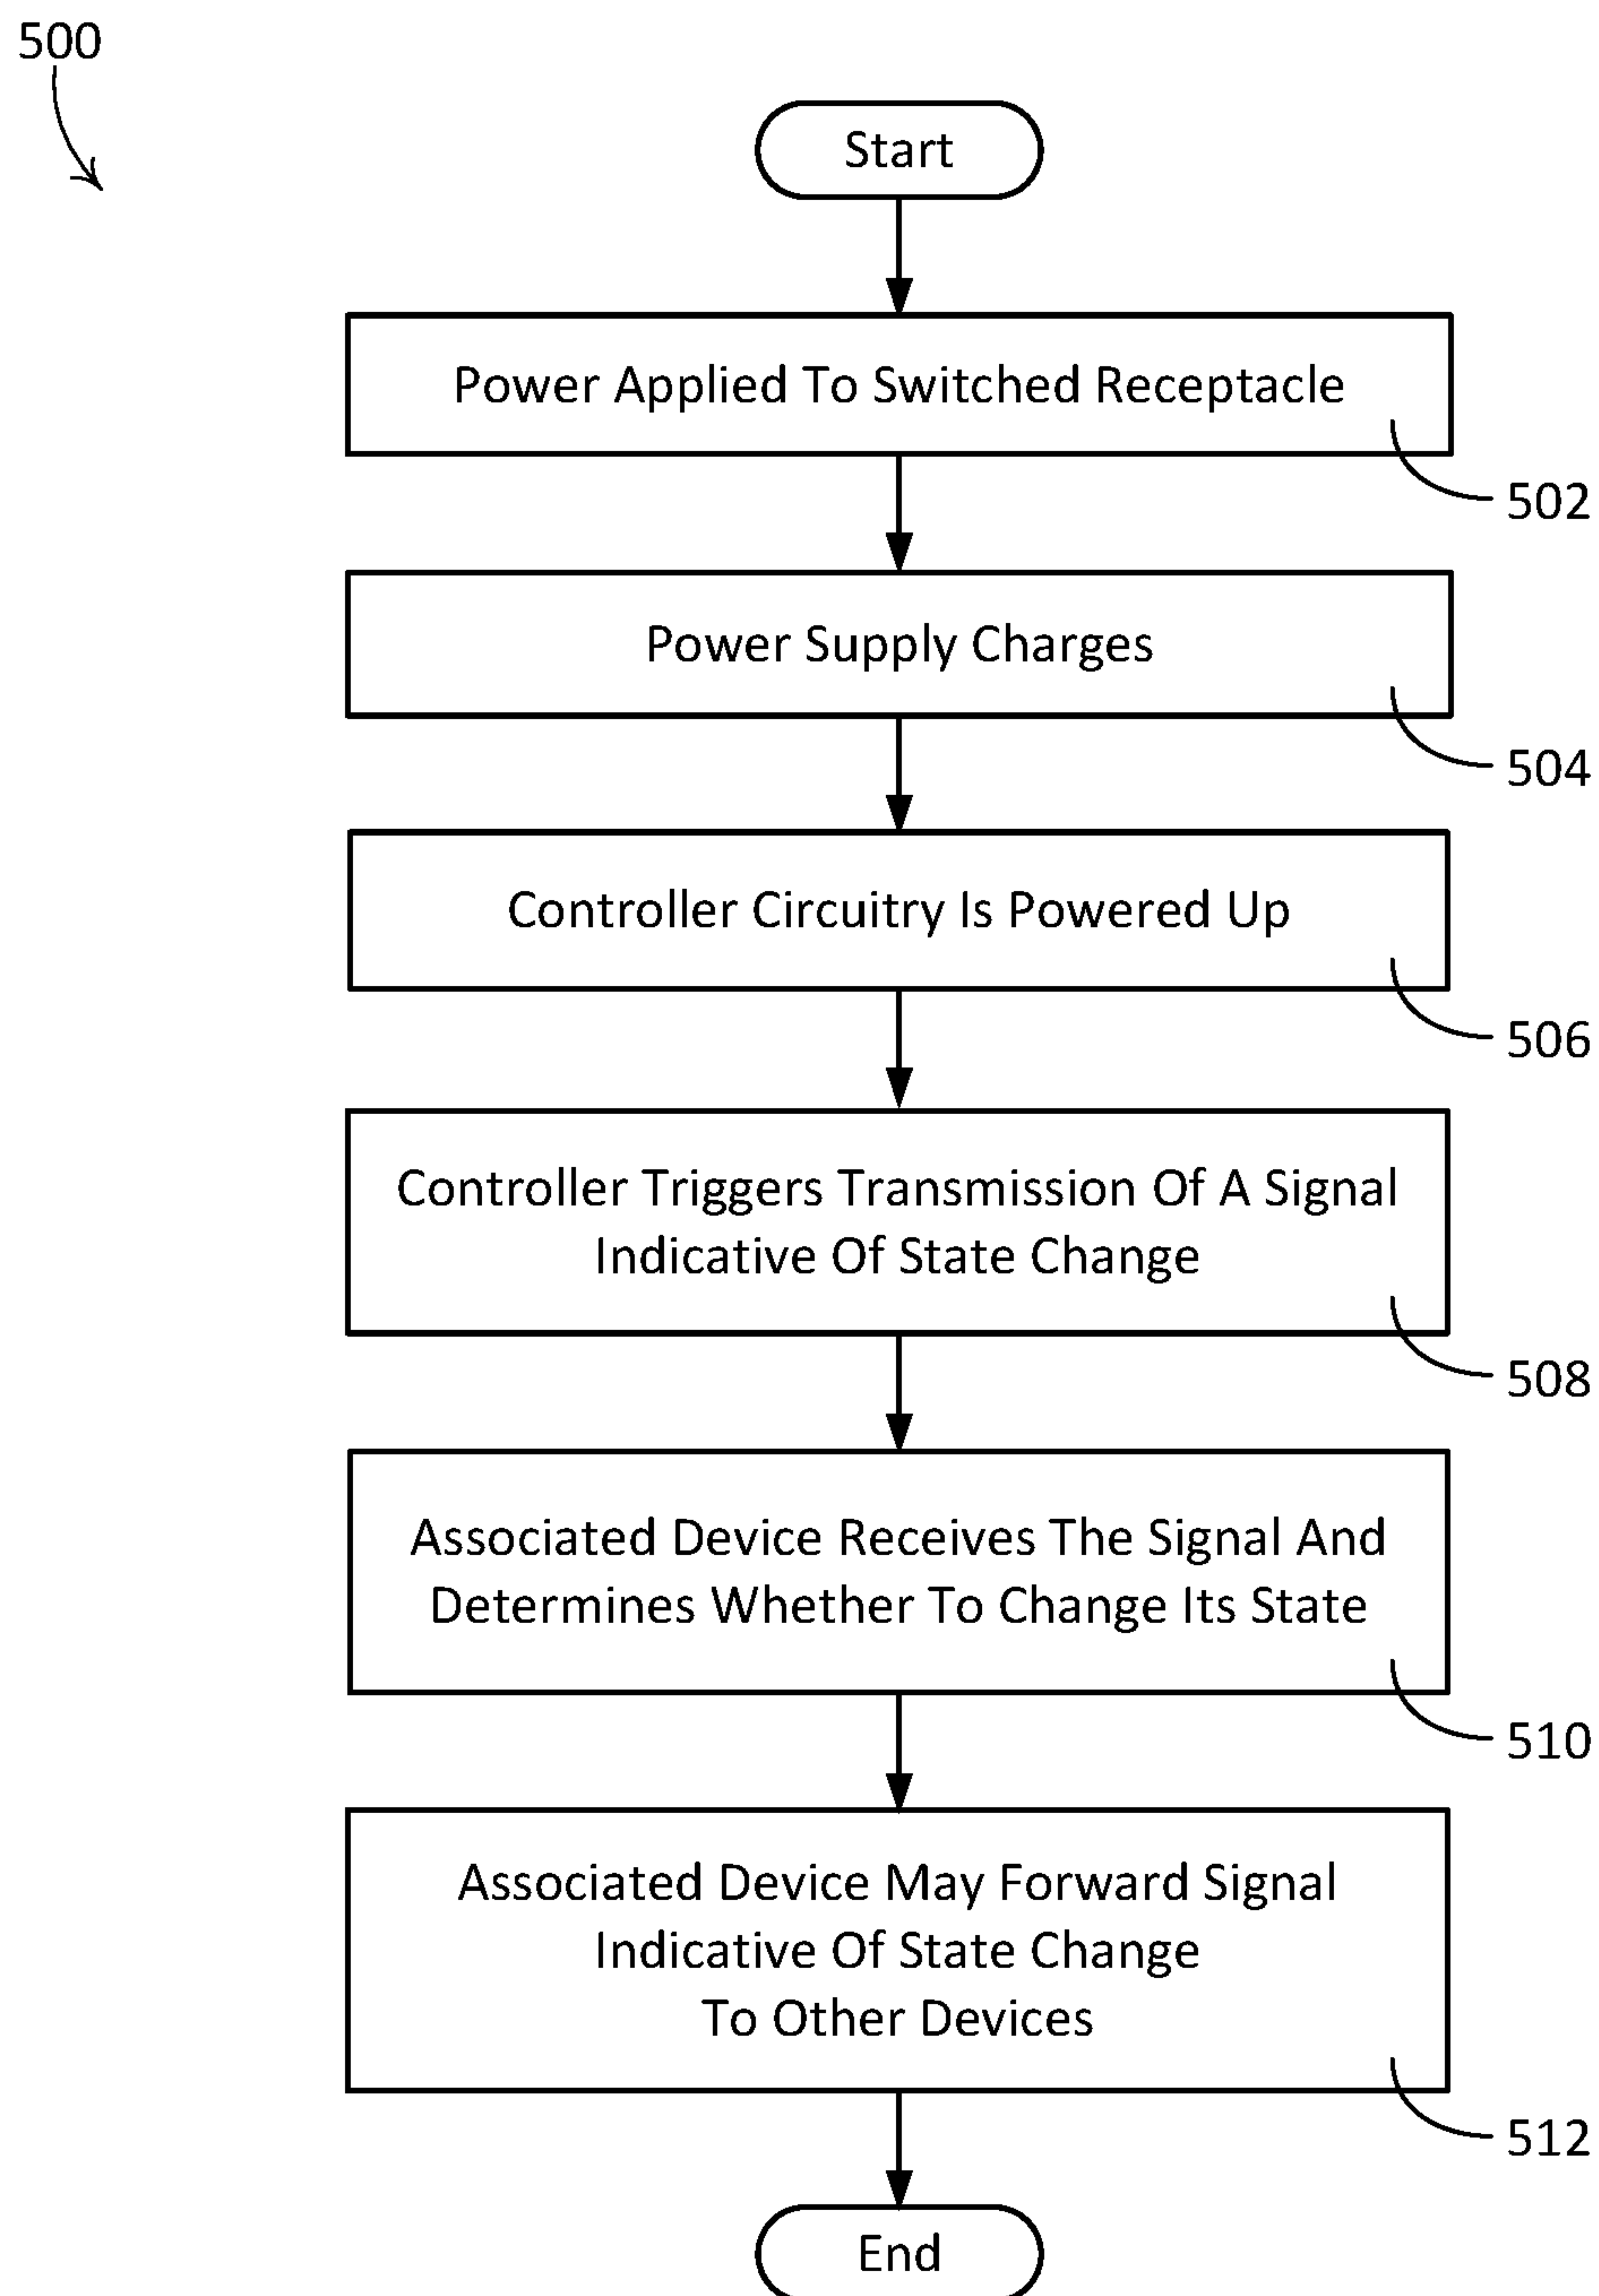 500
Start
Power Applied To Switched Receptacle
502
Power Supply Charges
504
Controller Circuitry Is Powered Up
506
Controller Triggers Transmission Of A Signal
Indicative Of State Change
508
Associated Device Receives The Signal And
Determines Whether To Change Its State
510
Associated Device May Forward Signal
Indicative Of State Change
To Other Devices
512
End